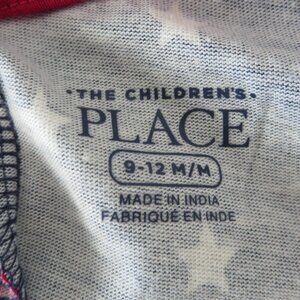 THE CHILDREN'S
PLACE
9-12 M/M
MADE IN INDIA
FABRIQUÉ EN INDE